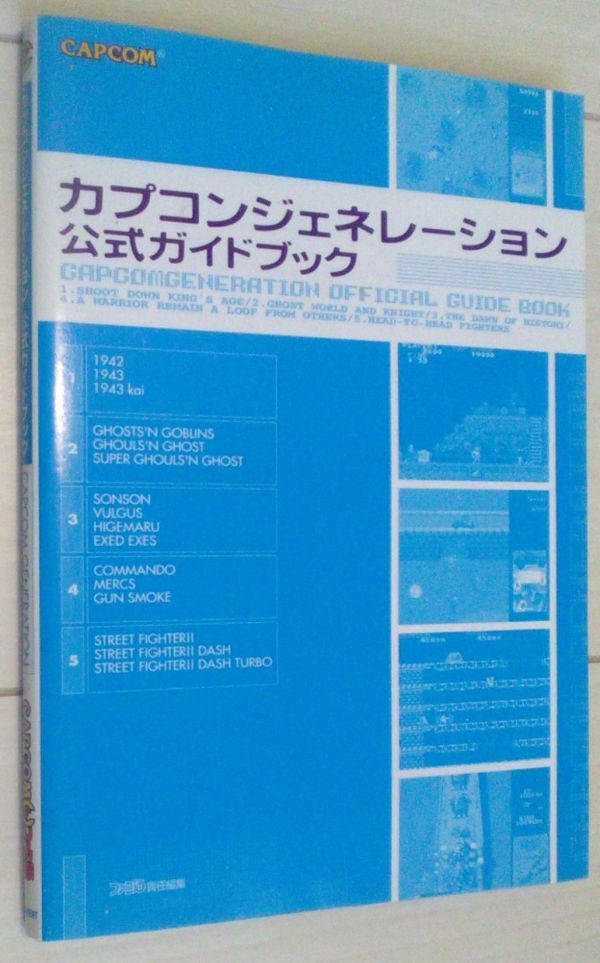 CAPCOM®
カプコンジェネレーション
公式ガイドブック
CAPCOMGENERATION OFFICIAL GUIDE BOOK
1.SHOOT DOWN KING'S AGE/2.GHOST WORLD AND KNIGHT/3.THE DAWN OF HISTORY/
4.A WARRIOR REMAIN A LOOF FROM OTHERS/5.HEAD-TO-HEAD FIGHTERS
1
1942
1943
1943 kai
2
GHOSTS'N GOBLINS
GHOULS'N GHOST
SUPER GHOULS'N GHOST
3
SONSON
VULGUS
HIGEMARU
EXED EXES
4
COMMANDO
MERCS
GUN SMOKE
5
STREET FIGHTERII
STREET FIGHTERII DASH
STREET FIGHTERII DASH TURBO
ファミ通責任編集
CAPCOM GENERATION
CAPCOM